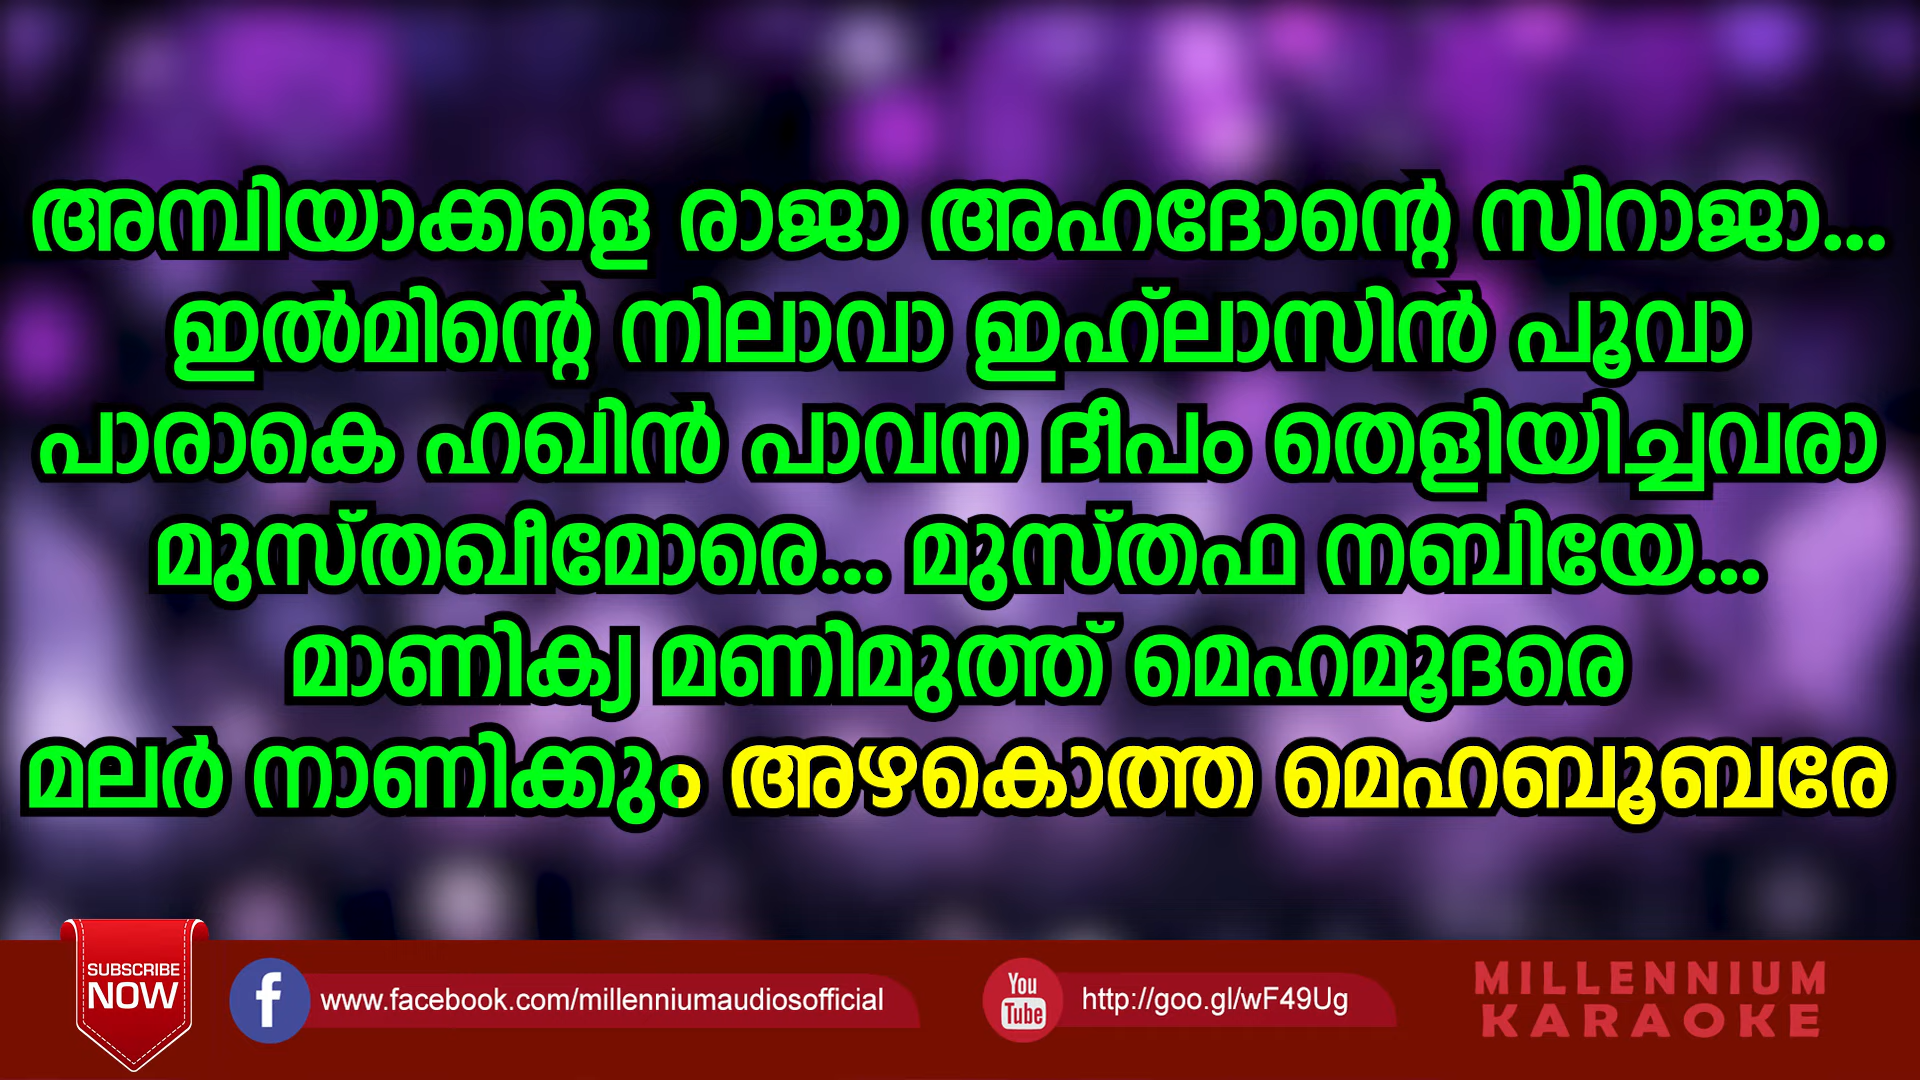 അമ്പിയാക്കളെ രാജാ അഹദോന്റെ സിറാജാ...
ഇൽമിന്റെ നിലാവാ ഇഹ്‌ലാസിൻ പൂവാ
പാരാകെ ഹഖിൻ പാവന ദീപം തെളിയിച്ചവരാ
മുസ്തഖീമോരെ... മുസ്തഫ നബിയേ...
മാണിക്യ മണിമുത്ത് മെഹമൂദരെ
മലർ നാണിക്കും അഴകൊത്ത മെഹബൂബരേ
SUBSCRIBE
NOW
f www.facebook.com/millenniumaudiosofficial
You
Tube
http://goo.gl/wF49Ug
MILLENNIUM
KARAOKE